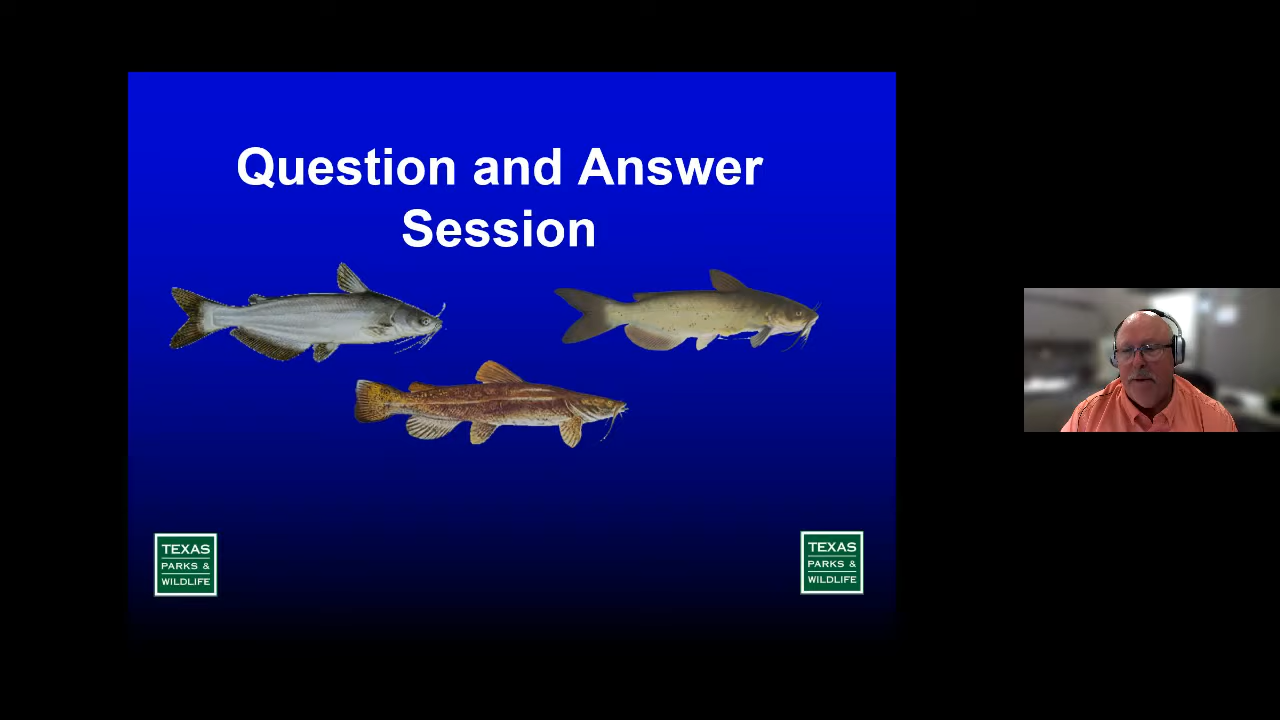 Question and Answer
Session
TEXAS
PARKS &
WILDLIFE
TEXAS
PARKS &
WILDLIFE